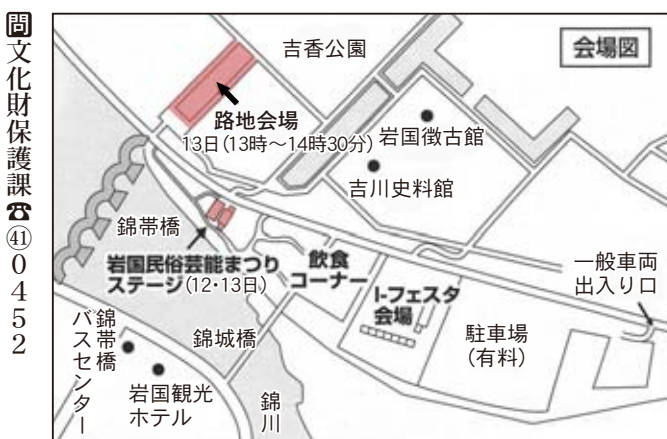 問文化財保護課☎㊶0452
会場図
吉香公園
路地会場
13日(13時～14時30分)
岩国徴古館
吉川史料館
錦帯橋
岩国民俗芸能まつり
ステージ(12・13日)
飲食
コーナー
I-フェスタ
会場
一般車両
出入り口
駐車場
(有料)
錦城橋
錦帯橋
バスセンター
岩国観光
ホテル
錦川